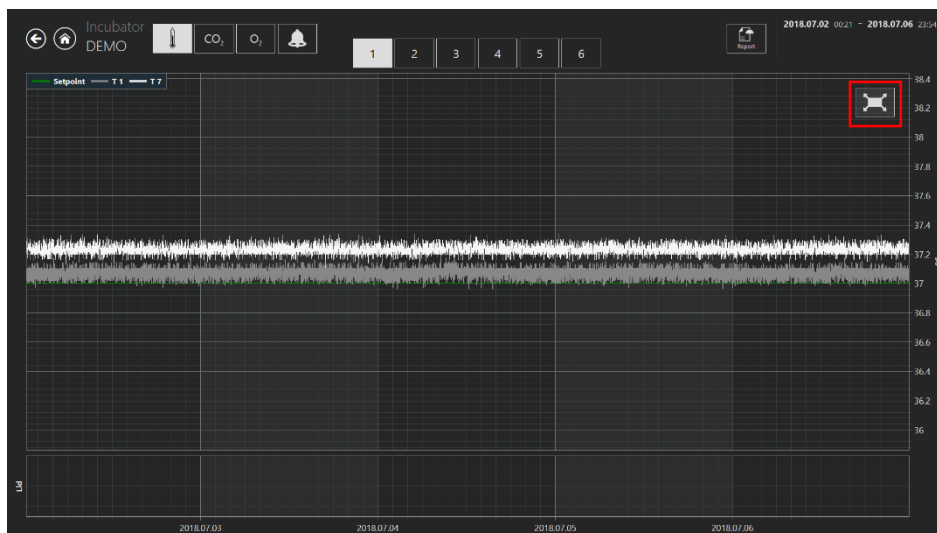 Incubator
DEMO
CO₂
O₂
1 2 3 4 5 6
Report
2018.07.02 00:21 - 2018.07.06 23:54
Setpoint T 1 T 7
38.4
38.2
38
37.8
37.6
37.4
37.2
37
36.8
36.6
36.4
36.2
36
Lid
2018.07.03 2018.07.04 2018.07.05 2018.07.06